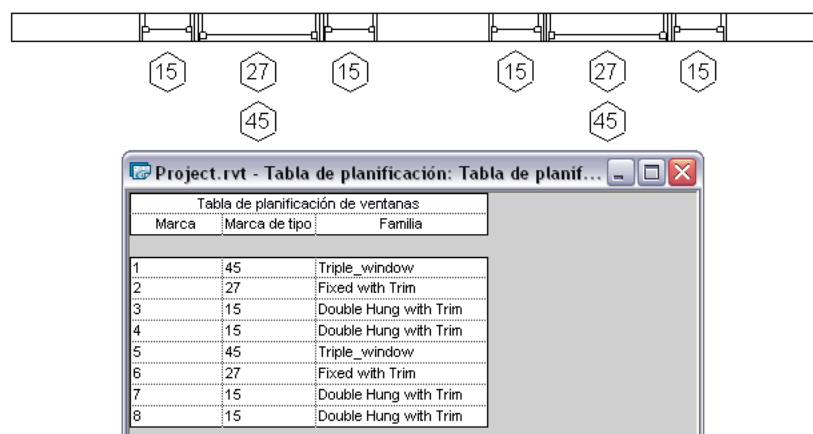 15 27 15 15 27 15
45 45
Project.rvt - Tabla de planificación: Tabla de planif...
Tabla de planificación de ventanas
Marca Marca de tipo Familia
1 45 Triple_window
2 27 Fixed with Trim
3 15 Double Hung with Trim
4 15 Double Hung with Trim
5 45 Triple_window
6 27 Fixed with Trim
7 15 Double Hung with Trim
8 15 Double Hung with Trim